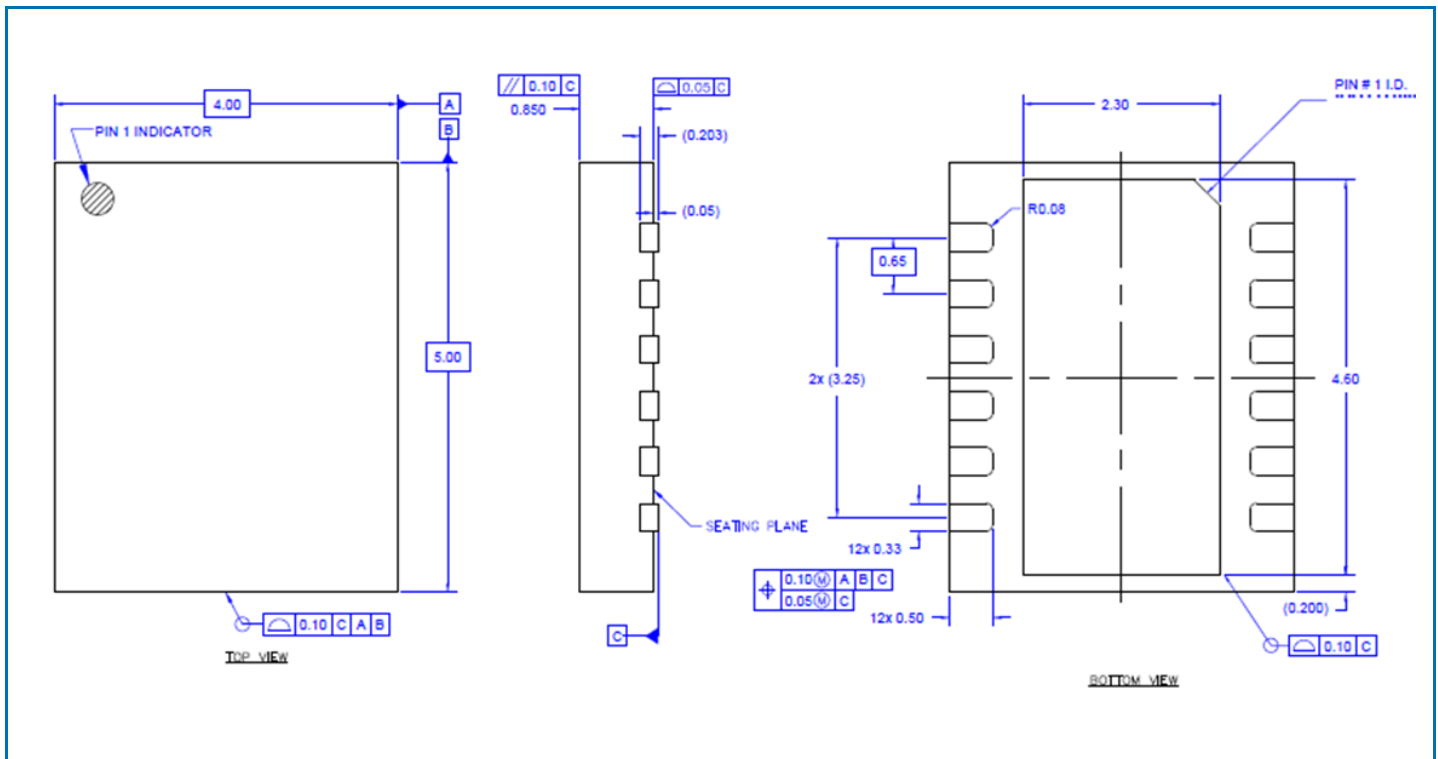 4.00
A
B
PIN 1 INDICATOR
5.00
⌓ 0.10 C A B
TOP VIEW
// 0.10 C
⌓ 0.05 C
0.850
(0.203)
(0.05)
SEATING PLANE
C
PIN # 1 I.D.
2.30
R0.08
0.65
2x (3.25)
4.60
12x 0.33
⌖ 0.10Ⓜ A B C
0.05Ⓜ C
12x 0.50
(0.200)
⌓ 0.10 C
BOTTOM VIEW